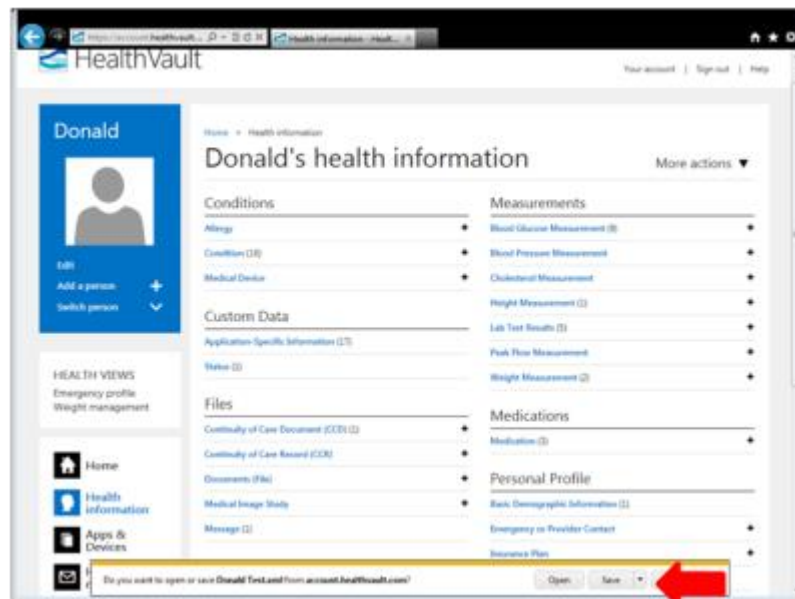 Health information - Healt...
HealthVault
Your account | Sign out | Help
Donald
Edit
Add a person
Switch person
HEALTH VIEWS
Emergency profile
Weight management
Home
Health information
Apps & Devices
Home > Health information
Donald's health information
More actions ▼
Conditions
Allergy
Condition (18)
Medical Device
Custom Data
Application-Specific Information (17)
Status (1)
Files
Continuity of Care Document (CCD) (1)
Continuity of Care Record (CCR)
Documents (File)
Medical Image Study
Message (1)
Measurements
Blood Glucose Measurement (8)
Blood Pressure Measurement
Cholesterol Measurement
Height Measurement (1)
Lab Test Results (5)
Peak Flow Measurement
Weight Measurement (2)
Medications
Medication (3)
Personal Profile
Basic Demographic Information (1)
Emergency or Provider Contact
Insurance Plan
Do you want to open or save Donald Test.xml from account.healthvault.com?
Open
Save